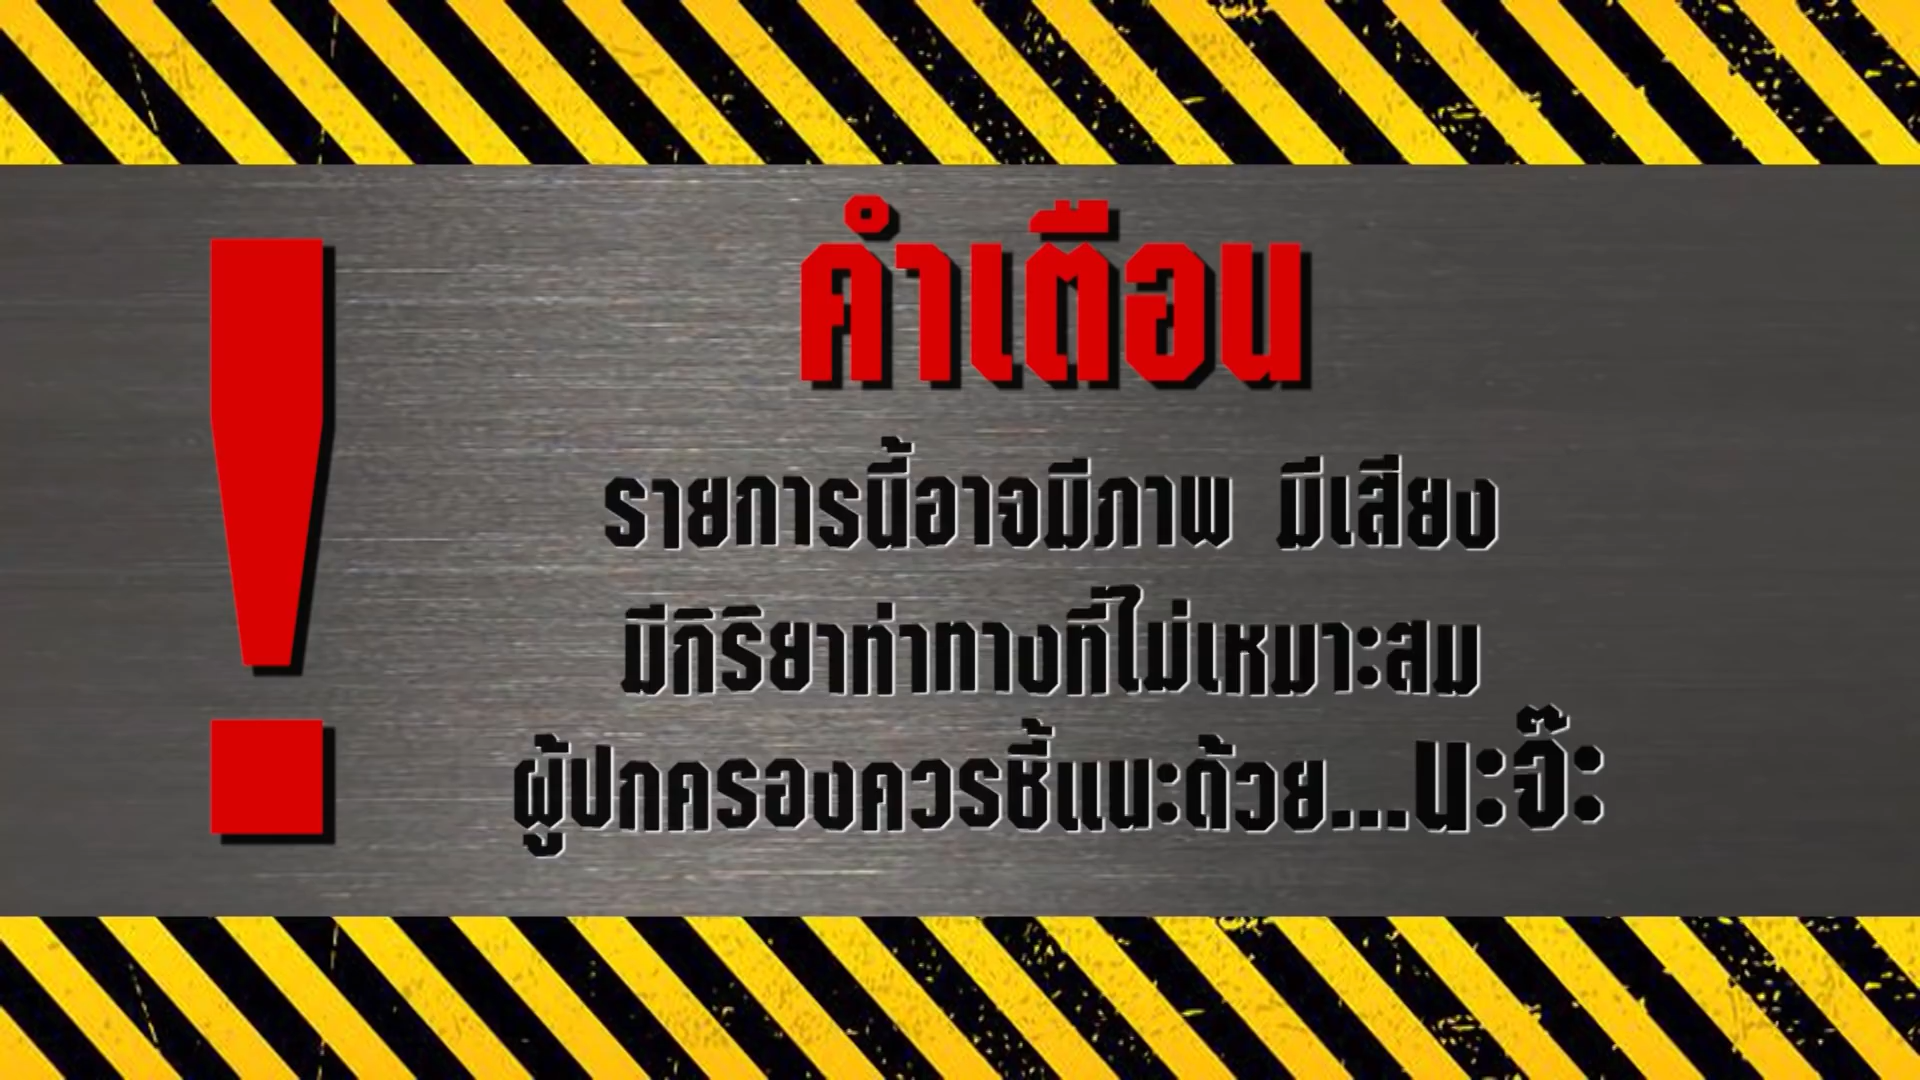 !
คำเตือน
รายการนี้อาจมีภาพ มีเสียง
มีกิริยาท่าทางที่ไม่เหมาะสม
ผู้ปกครองควรชี้แนะด้วย...นะจ๊ะ